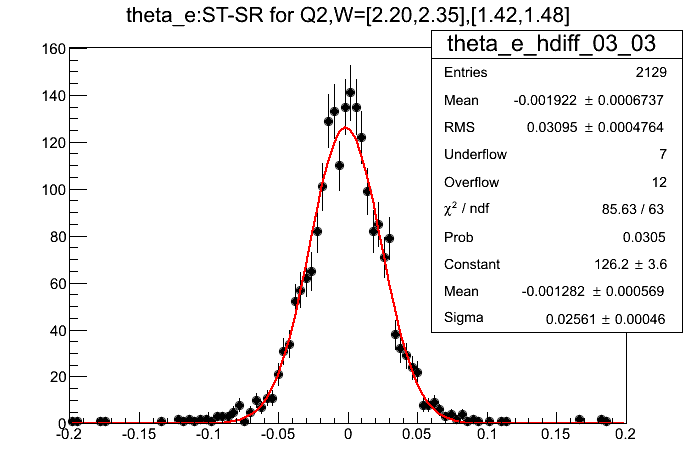 theta_e:ST-SR for Q2,W=[2.20,2.35],[1.42,1.48]
theta_e_hdiff_03_03
Entries 2129
Mean -0.001922 ± 0.0006737
RMS 0.03095 ± 0.0004764
Underflow 7
Overflow 12
χ² / ndf 85.63 / 63
Prob 0.0305
Constant 126.2 ± 3.6
Mean -0.001282 ± 0.000569
Sigma 0.02561 ± 0.00046
160
140
120
100
80
60
40
20
0
-0.2 -0.15 -0.1 -0.05 0 0.05 0.1 0.15 0.2